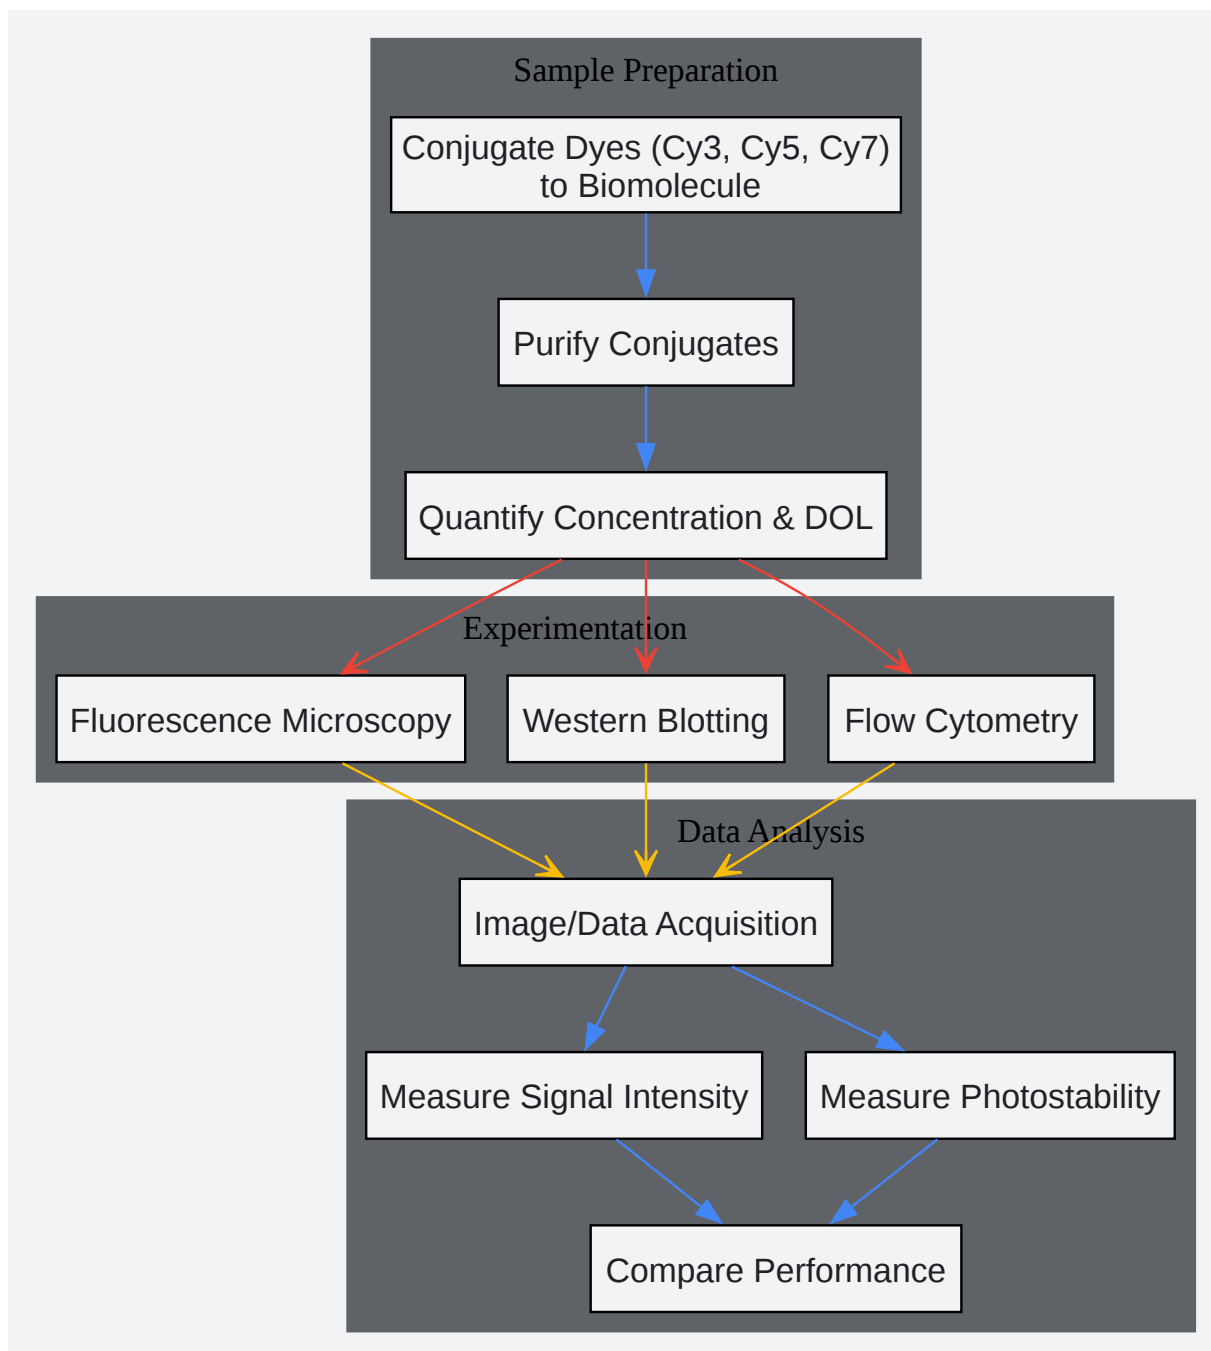 Sample Preparation
Conjugate Dyes (Cy3, Cy5, Cy7)
to Biomolecule
Purify Conjugates
Quantify Concentration & DOL
Experimentation
Fluorescence Microscopy
Western Blotting
Flow Cytometry
Data Analysis
Image/Data Acquisition
Measure Signal Intensity
Measure Photostability
Compare Performance